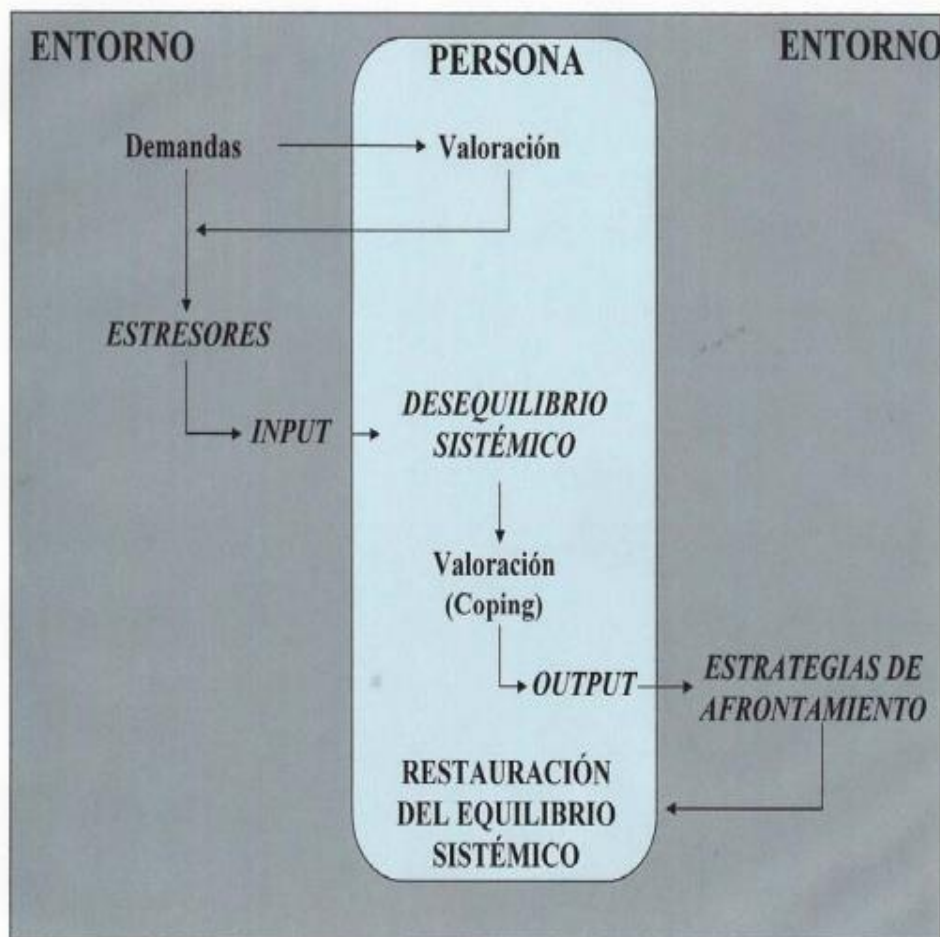 ENTORNO
PERSONA
ENTORNO
Demandas
Valoración
ESTRESORES
INPUT
DESEQUILIBRIO
SISTÉMICO
Valoración
(Coping)
OUTPUT
ESTRATEGIAS DE
AFRONTAMIENTO
RESTAURACIÓN
DEL EQUILIBRIO
SISTÉMICO